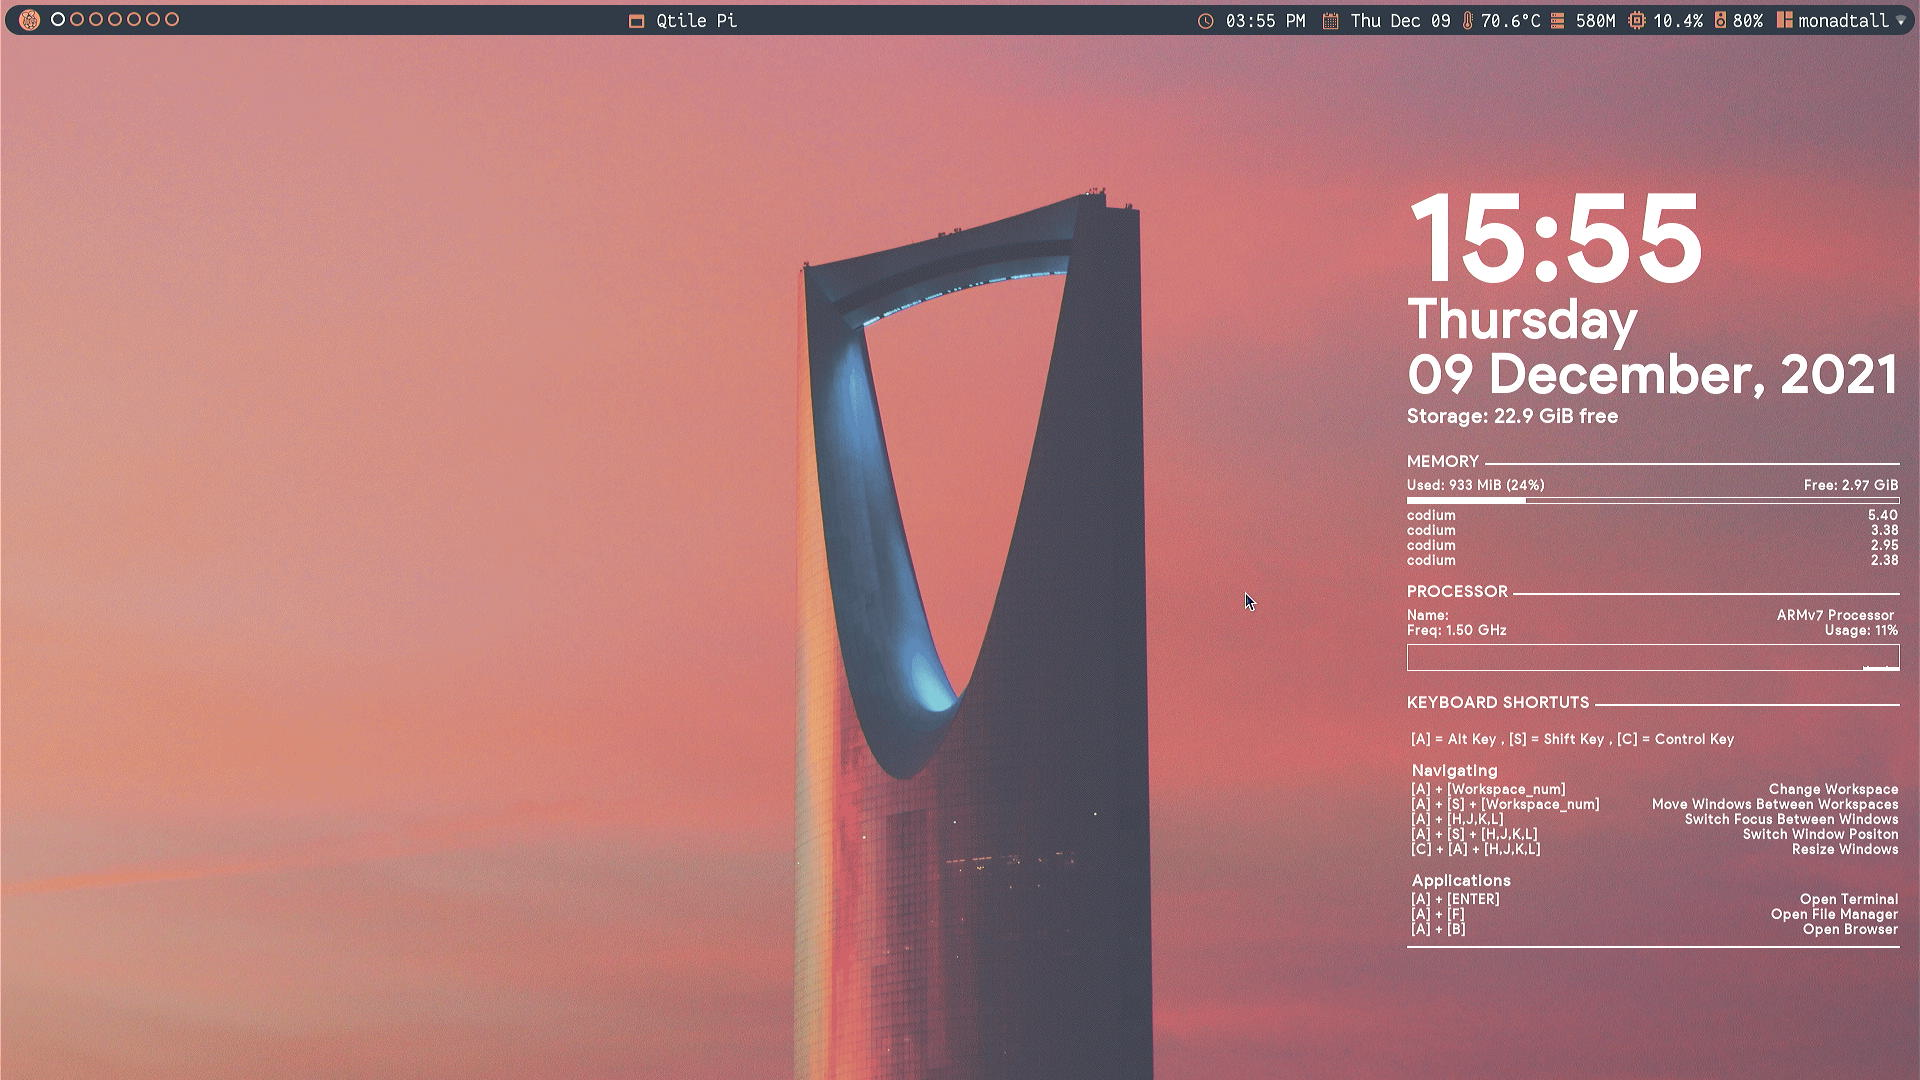 Qtile Pi
03:55 PM Thu Dec 09 70.6°C 580M 10.4% 80% monadtall
15:55
Thursday
09 December, 2021
Storage: 22.9 GiB free
MEMORY
Used: 933 MiB (24%) Free: 2.97 GiB
codium 5.40
codium 3.38
codium 2.95
codium 2.38
PROCESSOR
Name: ARMv7 Processor
Freq: 1.50 GHz Usage: 11%
KEYBOARD SHORTUTS
[A] = Alt Key , [S] = Shift Key , [C] = Control Key
Navigating
[A] + [Workspace_num] Change Workspace
[A] + [S] + [Workspace_num] Move Windows Between Workspaces
[A] + [H,J,K,L] Switch Focus Between Windows
[A] + [S] + [H,J,K,L] Switch Window Positon
[C] + [A] + [H,J,K,L] Resize Windows
Applications
[A] + [ENTER] Open Terminal
[A] + [F] Open File Manager
[A] + [B] Open Browser